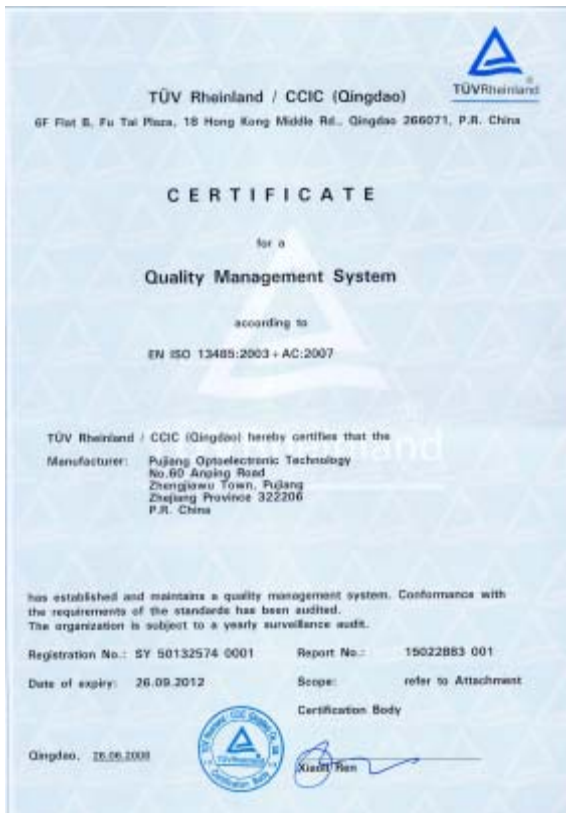 TÜVRheinland
TÜV Rheinland / CCIC (Qingdao)
6F Flat B, Fu Tai Plaza, 18 Hong Kong Middle Rd., Qingdao 266071, P.R. China
CERTIFICATE
for a
Quality Management System
according to
EN ISO 13485:2003 + AC:2007
TÜV Rheinland / CCIC (Qingdao) hereby certifies that the
Manufacturer: Pujiang Optoelectronic Technology
No.60 Anping Road
Zhengjiawu Town, Pujiang
Zhejiang Province 322206
P.R. China
has established and maintains a quality management system. Conformance with
the requirements of the standards has been audited.
The organization is subject to a yearly surveillance audit.
Registration No.: SY 50132574 0001 Report No.: 15022883 001
Date of expiry: 26.09.2012 Scope: refer to Attachment
Certification Body
Qingdao,
TÜVRheinland
Certification Body
Ren